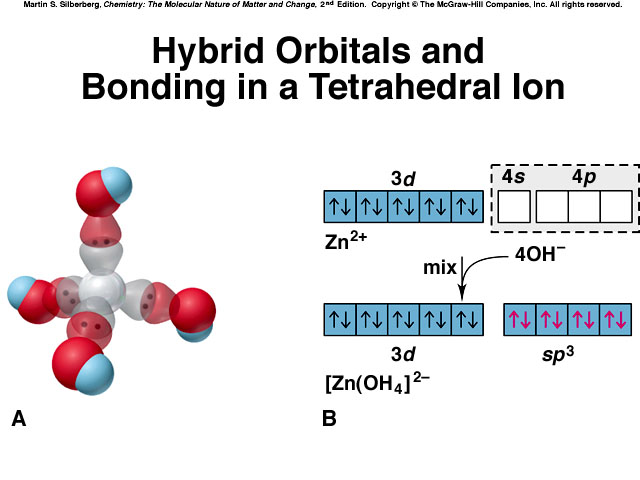 Martin S. Silberberg, Chemistry: The Molecular Nature of Matter and Change, 2nd Edition. Copyright © The McGraw-Hill Companies, Inc. All rights reserved.
Hybrid Orbitals and
Bonding in a Tetrahedral Ion
3d
4s 4p
↑↓ ↑↓ ↑↓ ↑↓ ↑↓
Zn2+
mix
4OH–
↑↓ ↑↓ ↑↓ ↑↓ ↑↓ ↑↓ ↑↓ ↑↓ ↑↓
3d
sp3
[Zn(OH4]2–
A
B